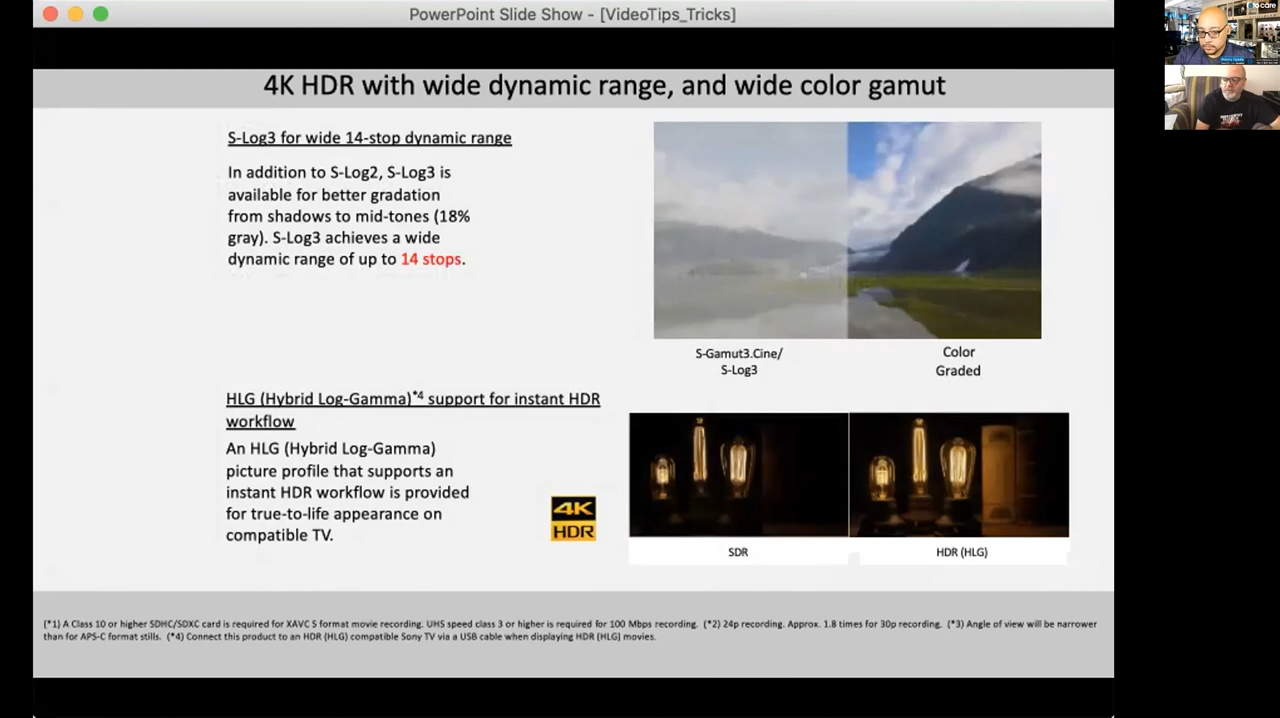 PowerPoint Slide Show - [VideoTips_Tricks]
4K HDR with wide dynamic range, and wide color gamut
S-Log3 for wide 14-stop dynamic range
In addition to S-Log2, S-Log3 is
available for better gradation
from shadows to mid-tones (18%
gray). S-Log3 achieves a wide
dynamic range of up to 14 stops.
S-Gamut3.Cine/
S-Log3
Color
Graded
HLG (Hybrid Log-Gamma)*4 support for instant HDR
workflow
An HLG (Hybrid Log-Gamma)
picture profile that supports an
instant HDR workflow is provided
for true-to-life appearance on
compatible TV.
4K
HDR
SDR
HDR (HLG)
(*1) A Class 10 or higher SDHC/SDXC card is required for XAVC S format movie recording. UHS speed class 3 or higher is required for 100 Mbps recording. (*2) 24p recording. Approx. 1.8 times for 30p recording. (*3) Angle of view will be narrower
than for APS-C format stills. (*4) Connect this product to an HDR (HLG) compatible Sony TV via a USB cable when displaying HDR (HLG) movies.